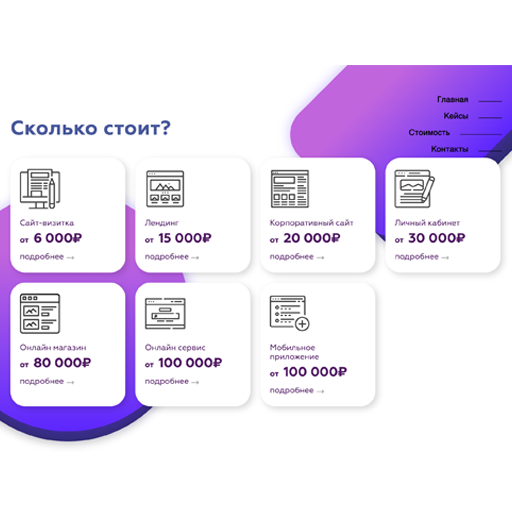 Главная
Кейсы
Стоимость
Контакты
Сколько стоит?
Сайт-визитка
от 6 000₽
подробнее →
Лендинг
от 15 000₽
подробнее →
Корпоративный сайт
от 20 000₽
подробнее →
Личный кабинет
от 30 000₽
подробнее →
Онлайн магазин
от 80 000₽
подробнее →
Онлайн сервис
от 100 000₽
подробнее →
Мобильное
приложение
от 100 000₽
подробнее →